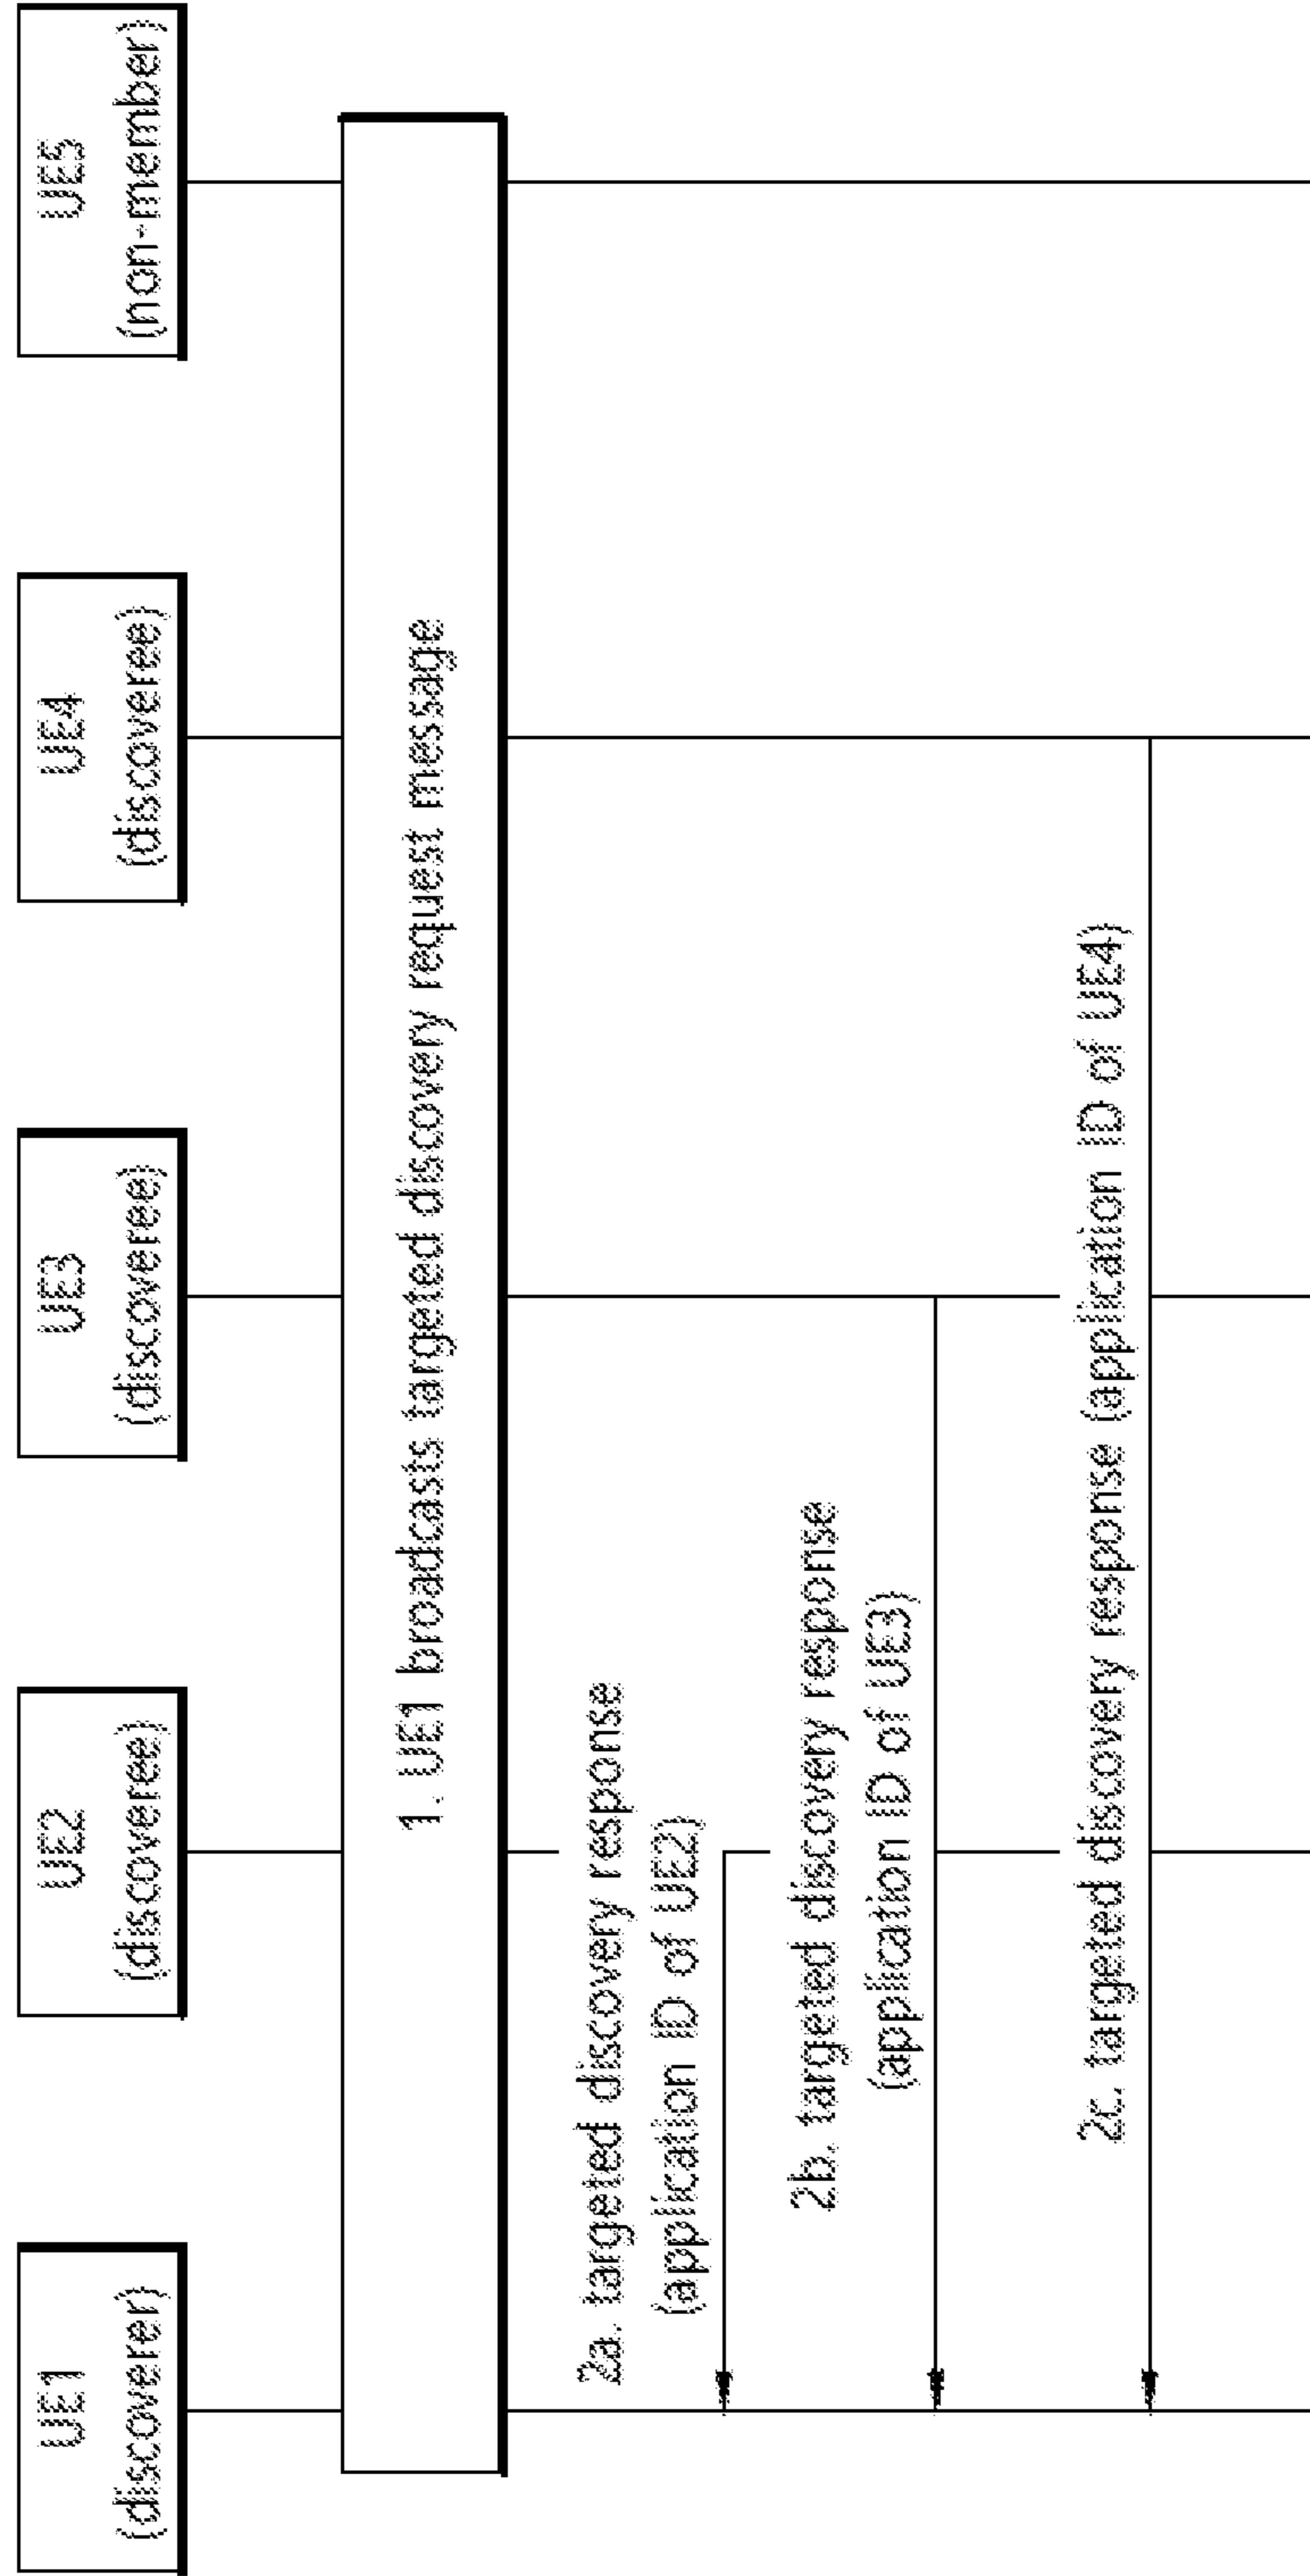 UE1
(discoverer)
UE2
(discoveree)
UE3
(discoveree)
UE4
(discoveree)
UE5
(non-member)
1. UE1 broadcasts targeted discovery request message
2a. targeted discovery response
(application ID of UE2)
2b. targeted discovery response
(application ID of UE3)
2c. targeted discovery response (application ID of UE4)